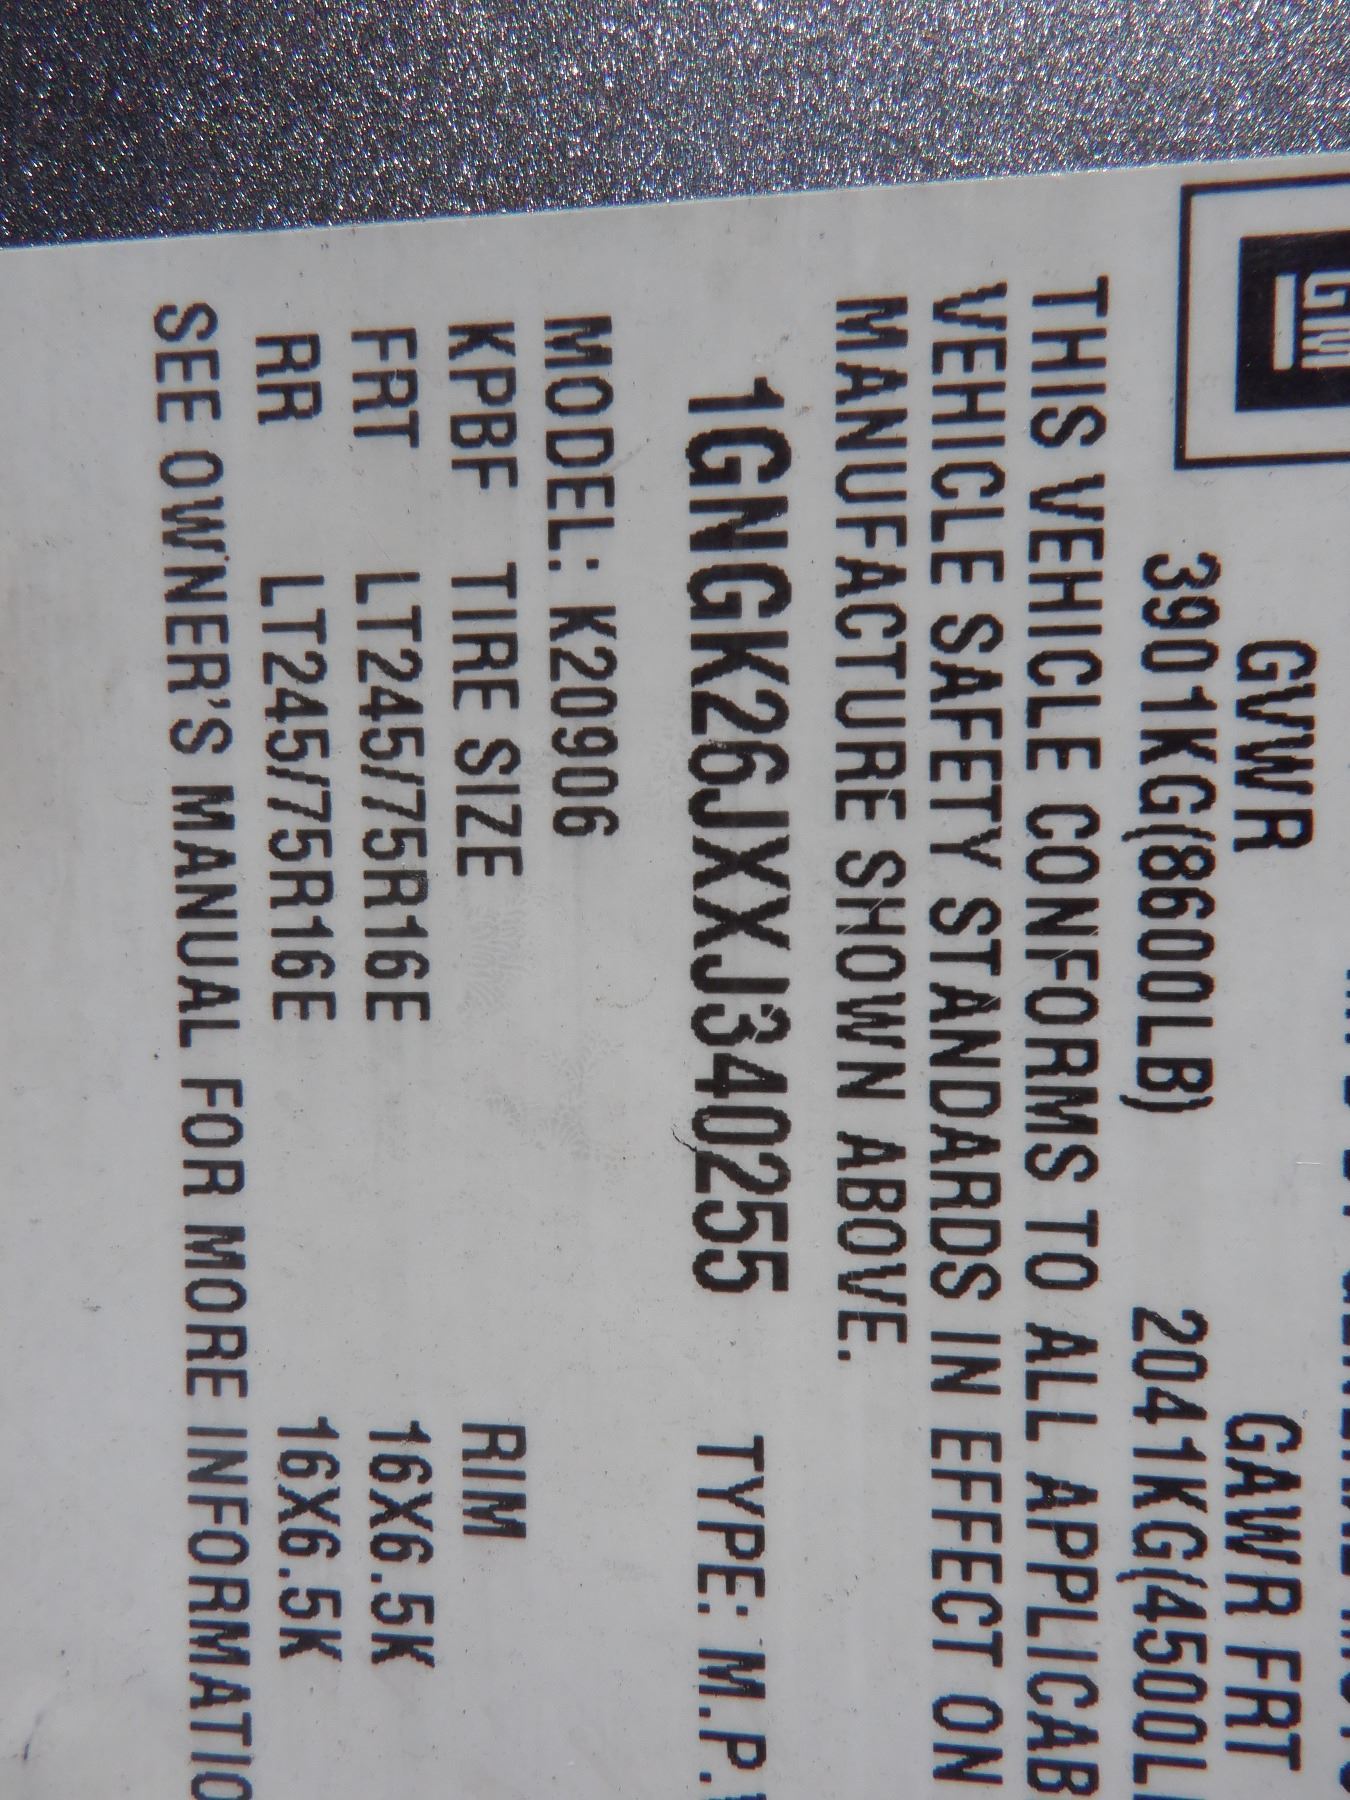 GM
GVWR GAWR FRT
3901KG(8600LB) 2041KG(4500L
THIS VEHICLE CONFORMS TO ALL APPLICAB
VEHICLE SAFETY STANDARDS IN EFFECT ON
MANUFACTURE SHOWN ABOVE.
1GNGK26JXXJ340255 TYPE: M.P.
MODEL: K20906
KPBF TIRE SIZE RIM
FRT LT245/75R16E 16X6.5K
RR LT245/75R16E 16X6.5K
SEE OWNER'S MANUAL FOR MORE INFORMATIO